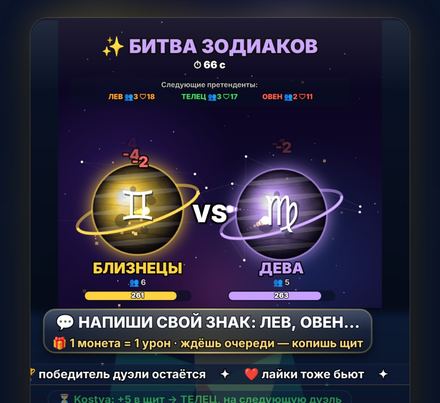 ✨ БИТВА ЗОДИАКОВ
⏱ 66 с
Следующие претенденты:
ЛЕВ 👥3 🛡18 ТЕЛЕЦ 👥3 🛡17 ОВЕН 👥2 🛡11
-4
-2
-2
♊ VS ♍
БЛИЗНЕЦЫ ДЕВА
👥 6 👥 5
261 263
💬 НАПИШИ СВОЙ ЗНАК: ЛЕВ, ОВЕН…
🎁 1 монета = 1 урон · ждёшь очереди — копишь щит
победитель дуэли остаётся ✦ ❤️ лайки тоже бьют ✦
⏳ Kostya: +5 в щит → ТЕЛЕЦ, на следующую дуэль